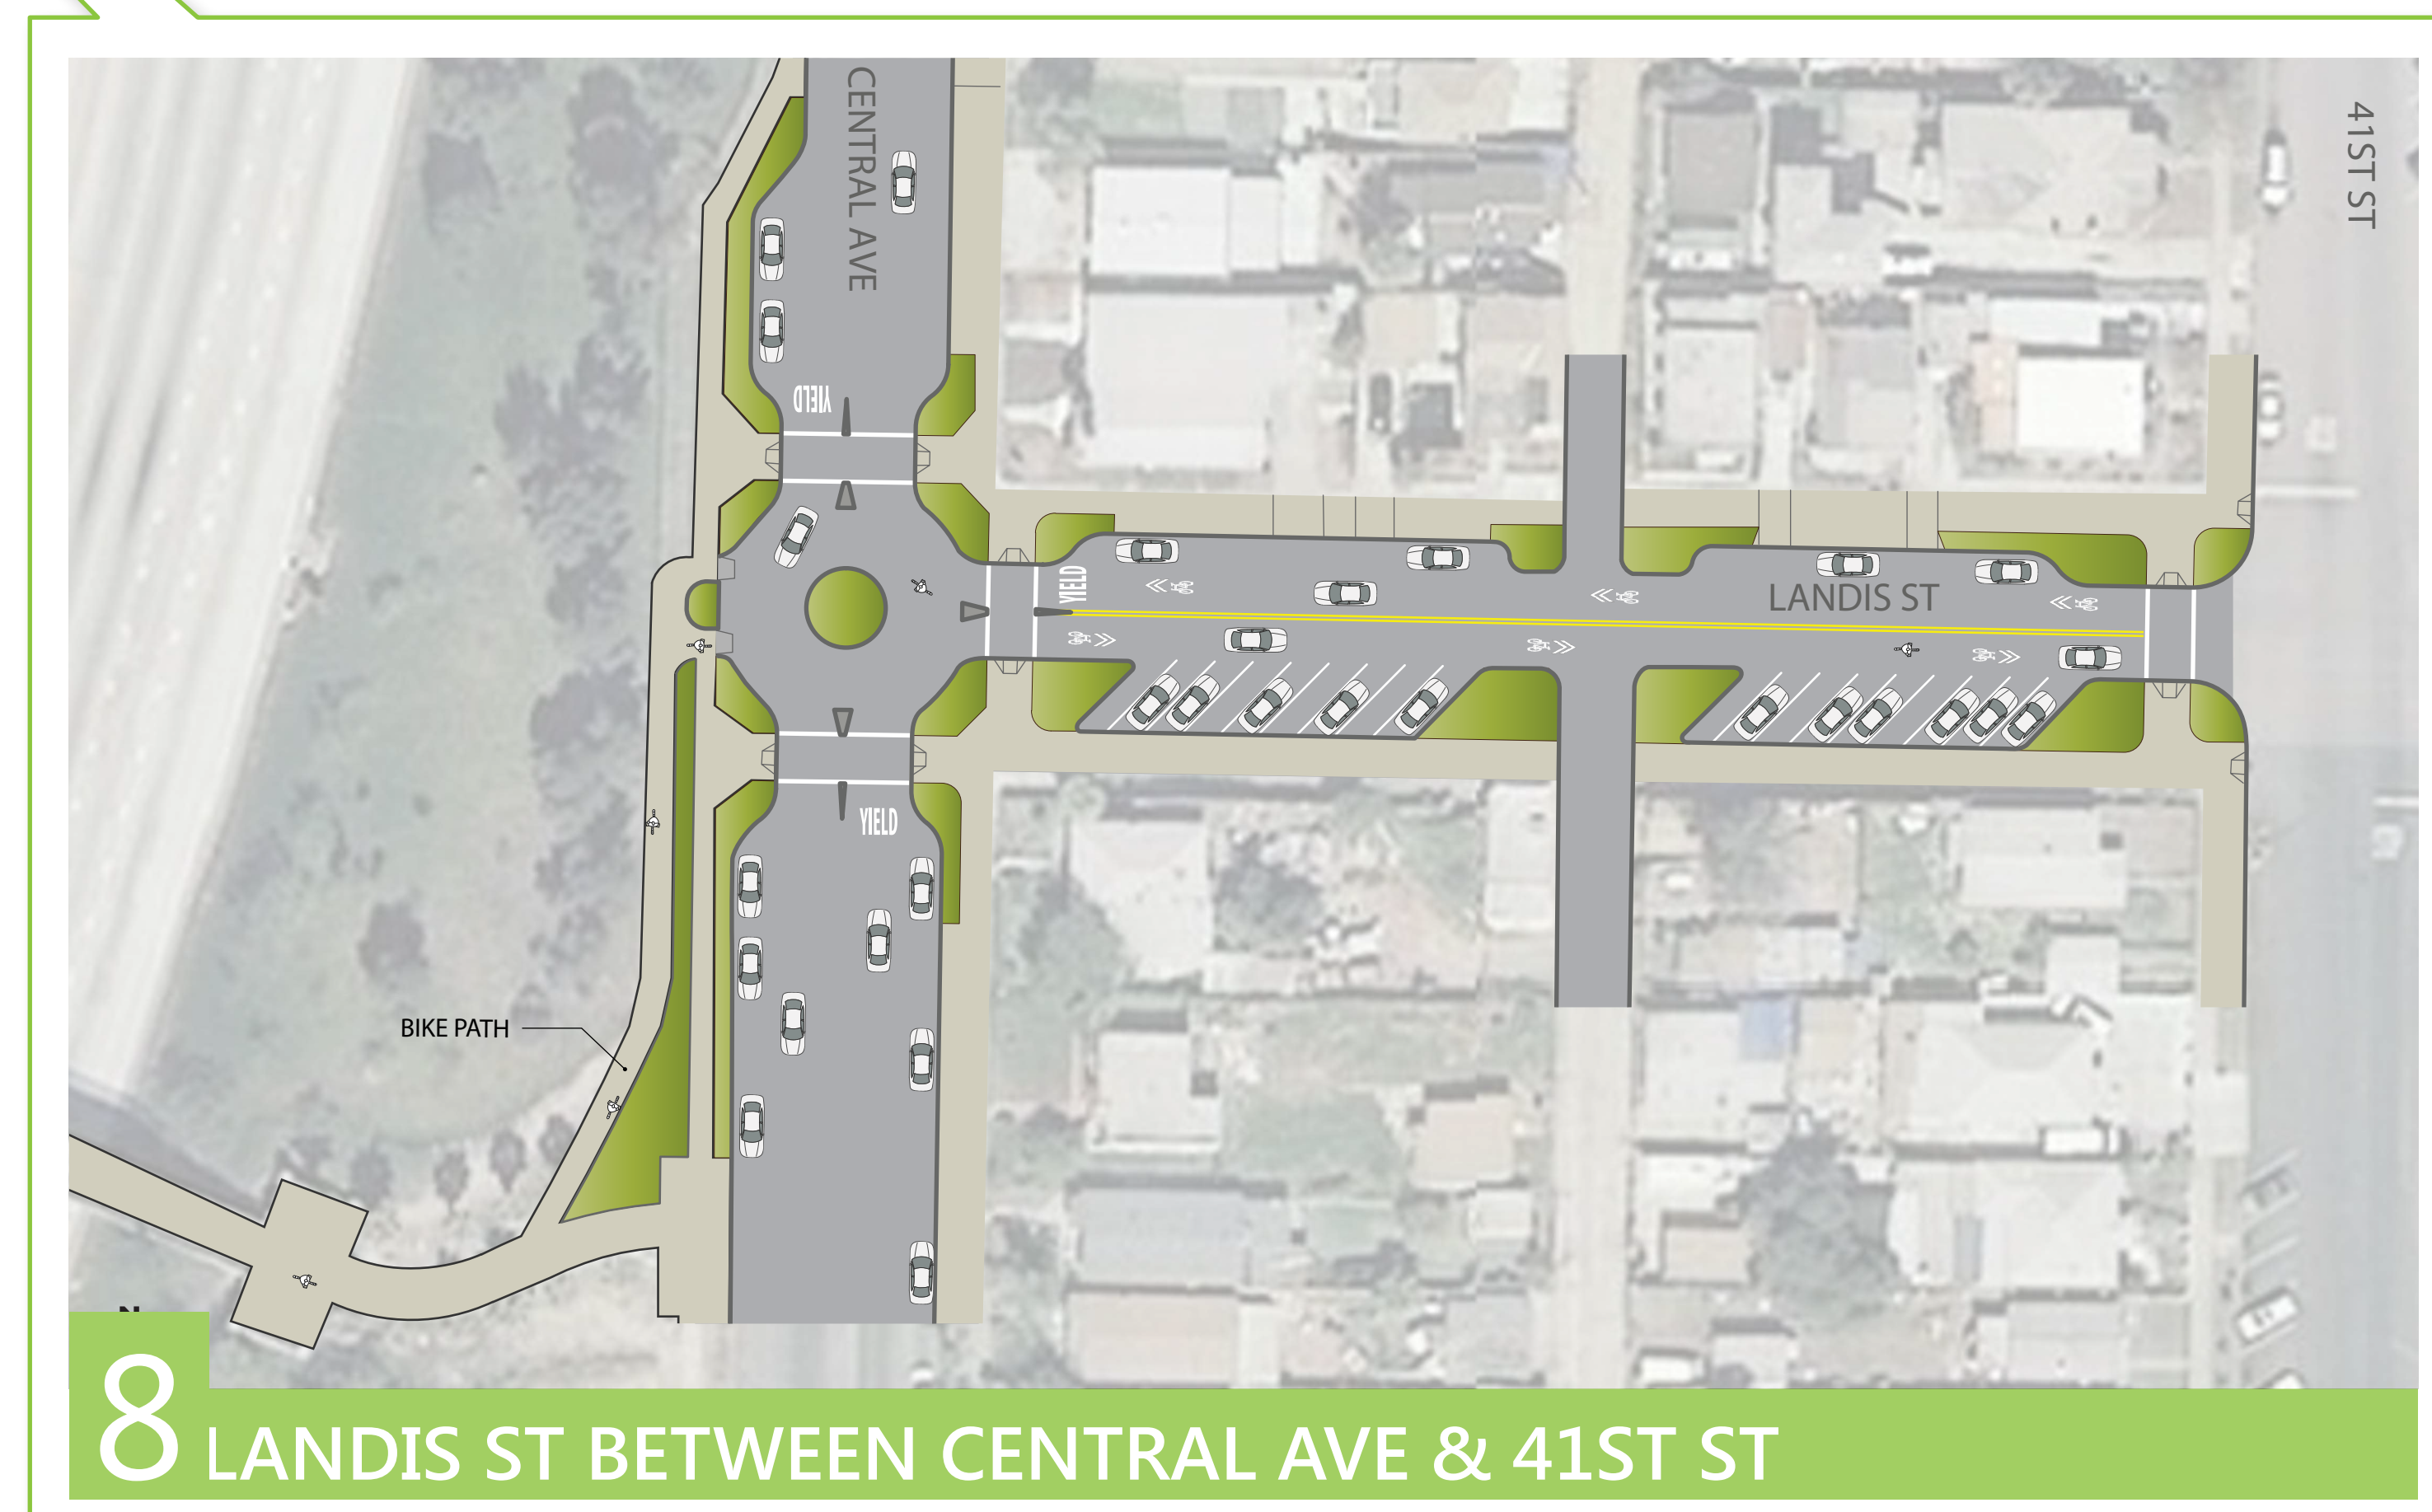 CENTRAL AVE
41ST ST
YIELD
YIELD
LANDIS ST
YIELD
BIKE PATH
N
8 LANDIS ST BETWEEN CENTRAL AVE & 41ST ST